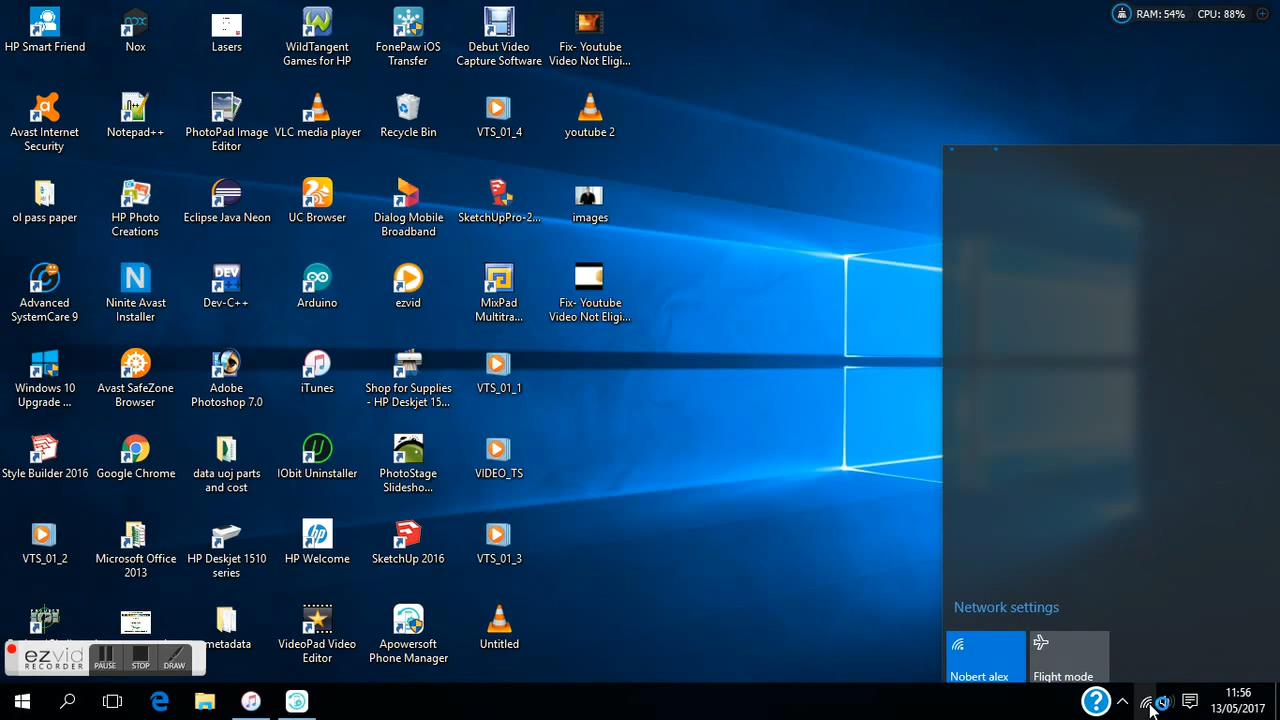 RAM: 54% CPU: 88%
HP Smart Friend
Nox
Lasers
WildTangent
Games for HP
FonePaw iOS
Transfer
Debut Video
Capture Software
Fix- Youtube
Video Not Eligi...
Avast Internet
Security
Notepad++
PhotoPad Image
Editor
VLC media player
Recycle Bin
VTS_01_4
youtube 2
ol pass paper
HP Photo
Creations
Eclipse Java Neon
UC Browser
Dialog Mobile
Broadband
SketchUpPro-2...
images
Advanced
SystemCare 9
Ninite Avast
Installer
DEV
Dev-C++
Arduino
ezvid
MixPad
Multitra...
Fix- Youtube
Video Not Eligi...
Windows 10
Upgrade ...
Avast SafeZone
Browser
Adobe
Photoshop 7.0
iTunes
Shop for Supplies
- HP Deskjet 15...
VTS_01_1
Style Builder 2016
Google Chrome
data uoj parts
and cost
IObit Uninstaller
PhotoStage
Slidesho...
VIDEO_TS
VTS_01_2
Microsoft Office
2013
HP Deskjet 1510
series
HP Welcome
SketchUp 2016
VTS_01_3
metadata
VideoPad Video
Editor
Apowersoft
Phone Manager
Untitled
Network settings
Nobert alex
Flight mode
ezvid
RECORDER
PAUSE
STOP
DRAW
11:56
13/05/2017